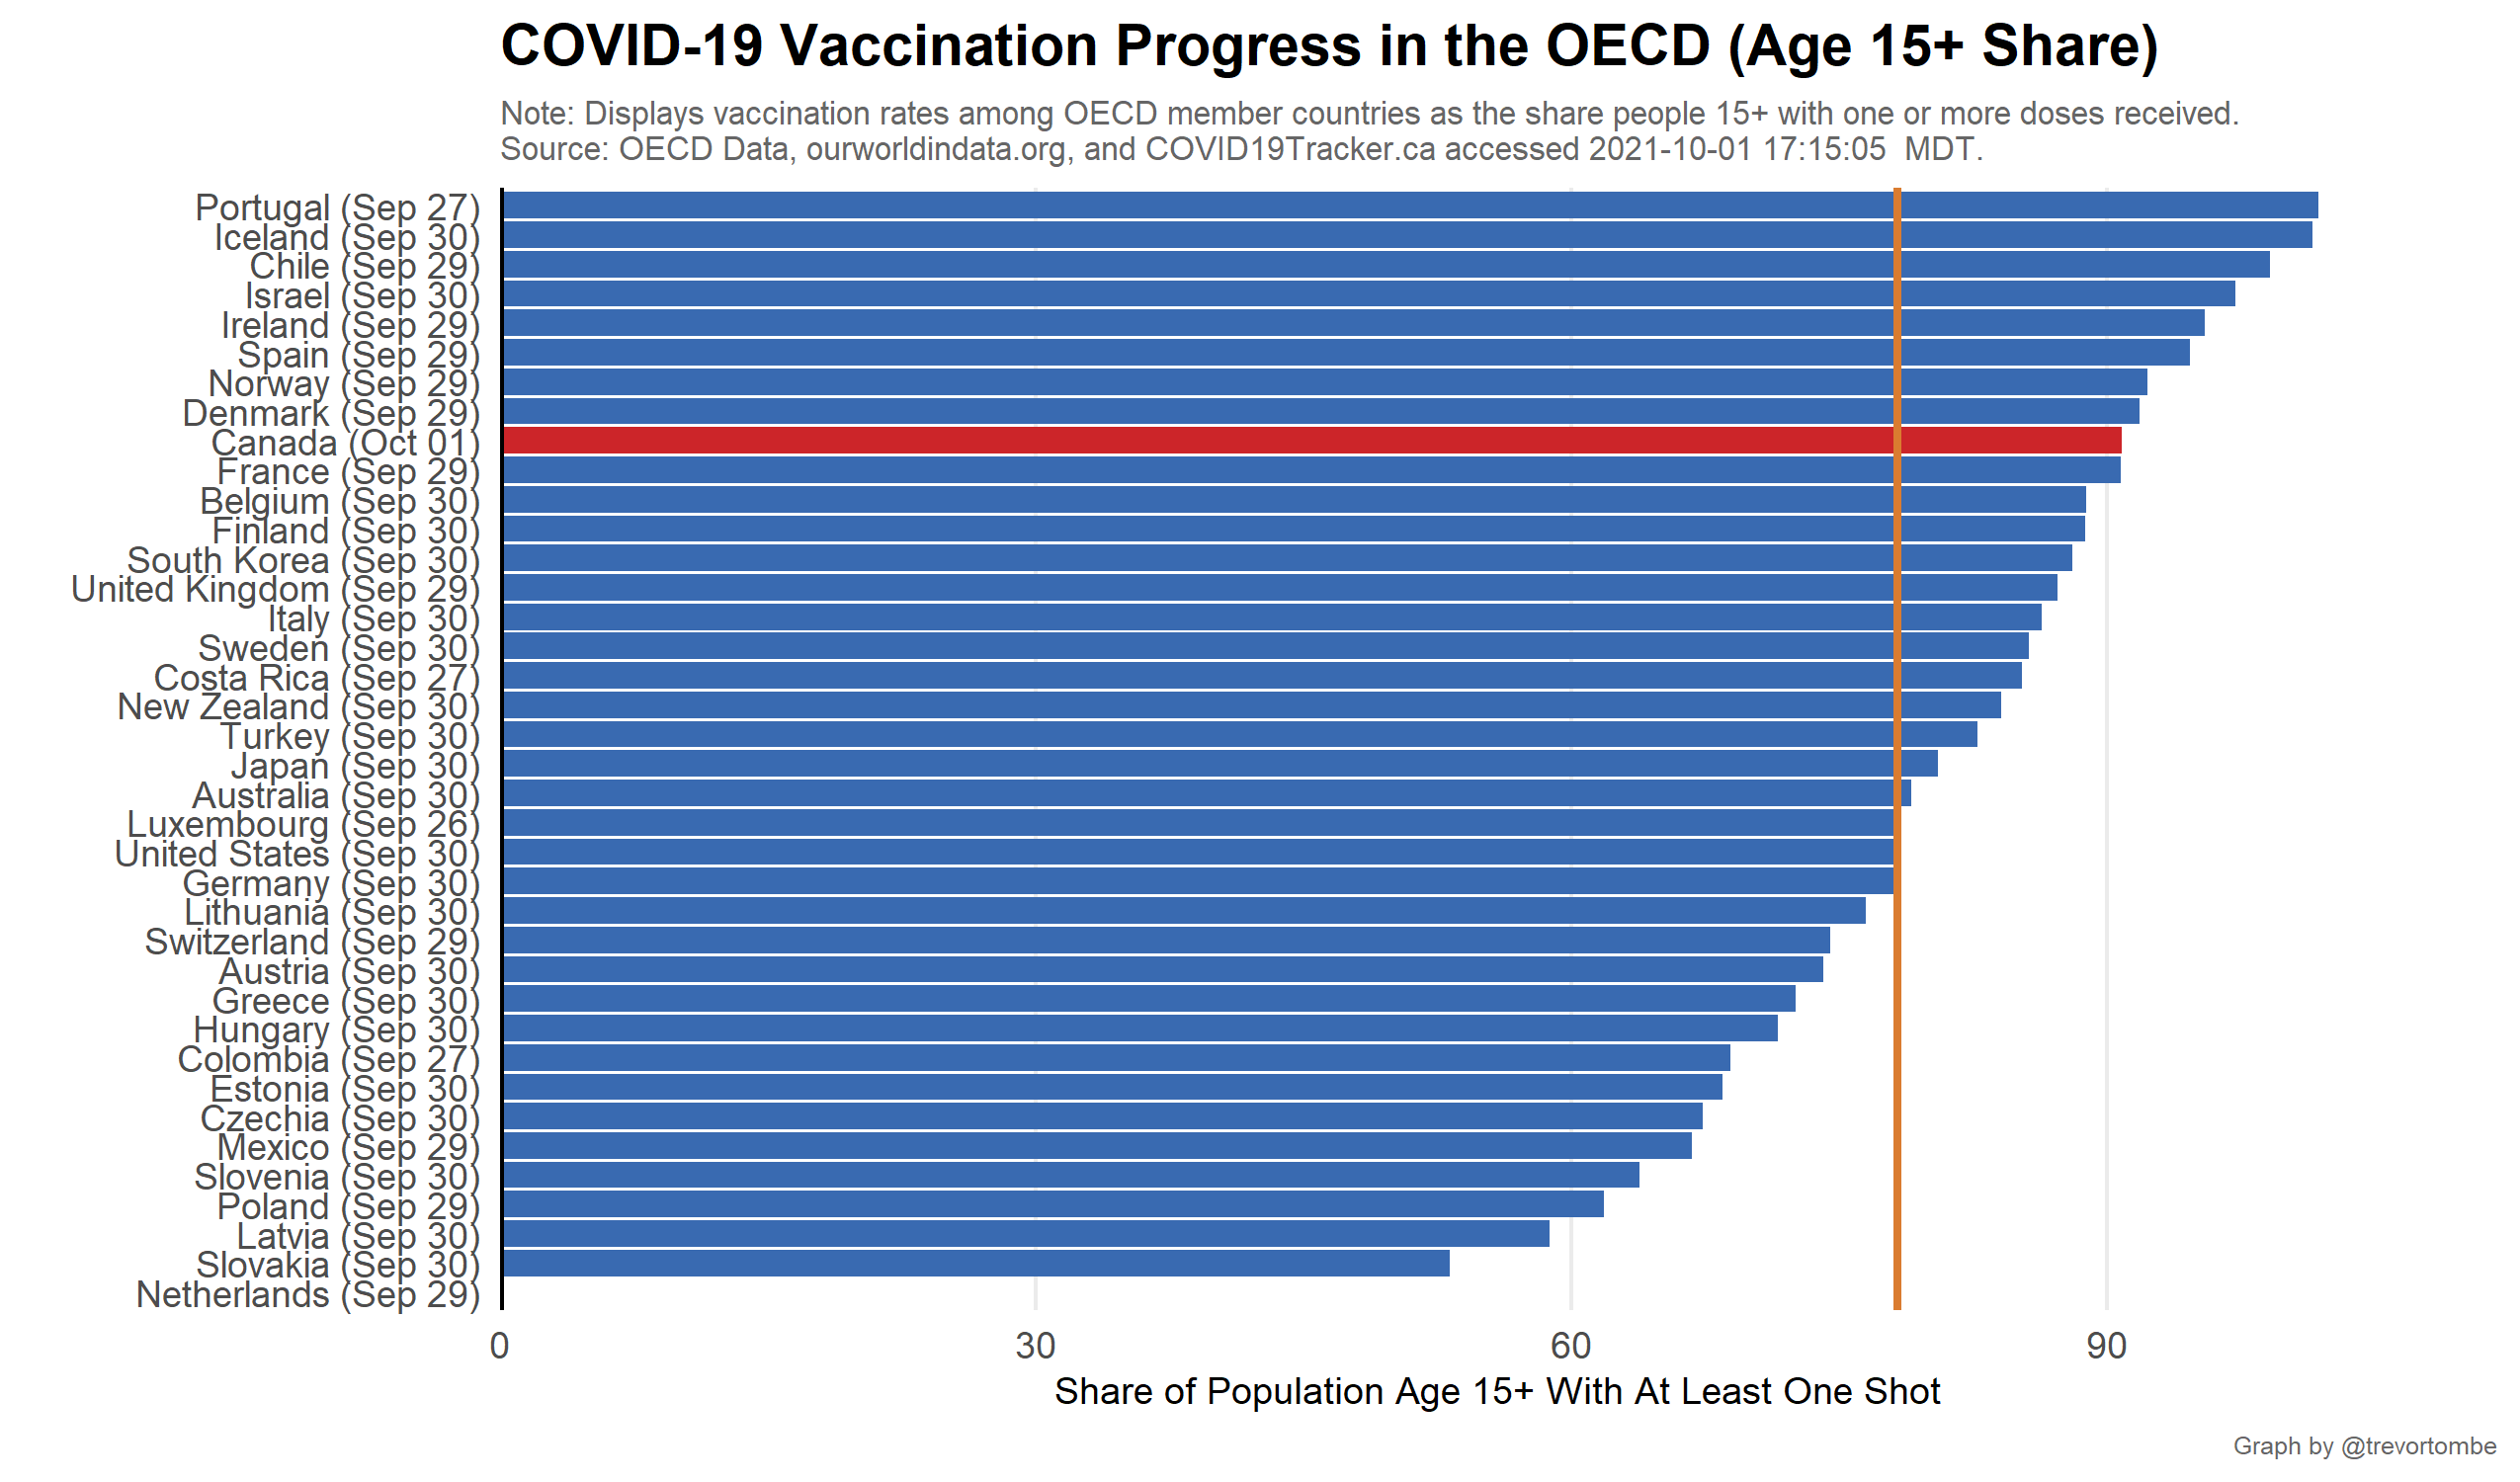 COVID-19 Vaccination Progress in the OECD (Age 15+ Share)
Note: Displays vaccination rates among OECD member countries as the share people 15+ with one or more doses received.
Source: OECD Data, ourworldindata.org, and COVID19Tracker.ca accessed 2021-10-01 17:15:05  MDT.
Portugal (Sep 27)
Iceland (Sep 30)
Chile (Sep 29)
Israel (Sep 30)
Ireland (Sep 29)
Spain (Sep 29)
Norway (Sep 29)
Denmark (Sep 29)
Canada (Oct 01)
France (Sep 29)
Belgium (Sep 30)
Finland (Sep 30)
South Korea (Sep 30)
United Kingdom (Sep 29)
Italy (Sep 30)
Sweden (Sep 30)
Costa Rica (Sep 27)
New Zealand (Sep 30)
Turkey (Sep 30)
Japan (Sep 30)
Australia (Sep 30)
Luxembourg (Sep 26)
United States (Sep 30)
Germany (Sep 30)
Lithuania (Sep 30)
Switzerland (Sep 29)
Austria (Sep 30)
Greece (Sep 30)
Hungary (Sep 30)
Colombia (Sep 27)
Estonia (Sep 30)
Czechia (Sep 30)
Mexico (Sep 29)
Slovenia (Sep 30)
Poland (Sep 29)
Latvia (Sep 30)
Slovakia (Sep 30)
Netherlands (Sep 29)
0 30 60 90
Share of Population Age 15+ With At Least One Shot
Graph by @trevortombe